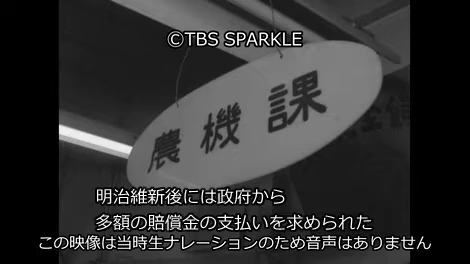 ©TBS SPARKLE
農機課
明治維新後には政府から
多額の賠償金の支払いを求められた
この映像は当時生ナレーションのため音声はありません